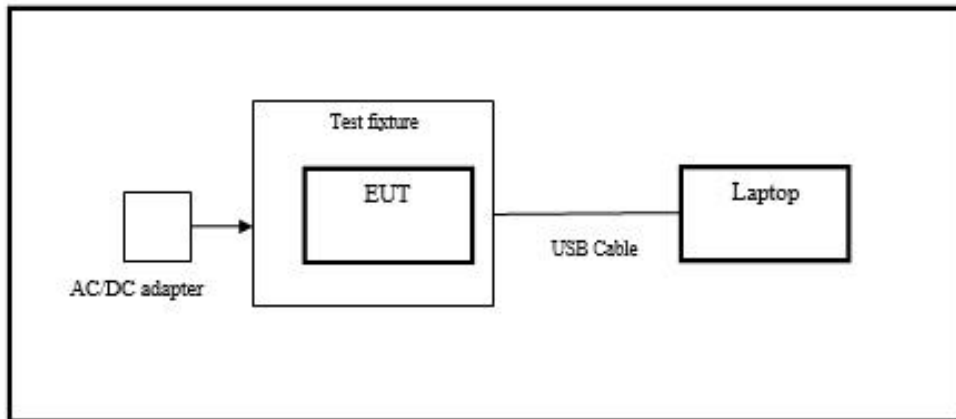 Test fixture
EUT
Laptop
USB Cable
AC/DC adapter